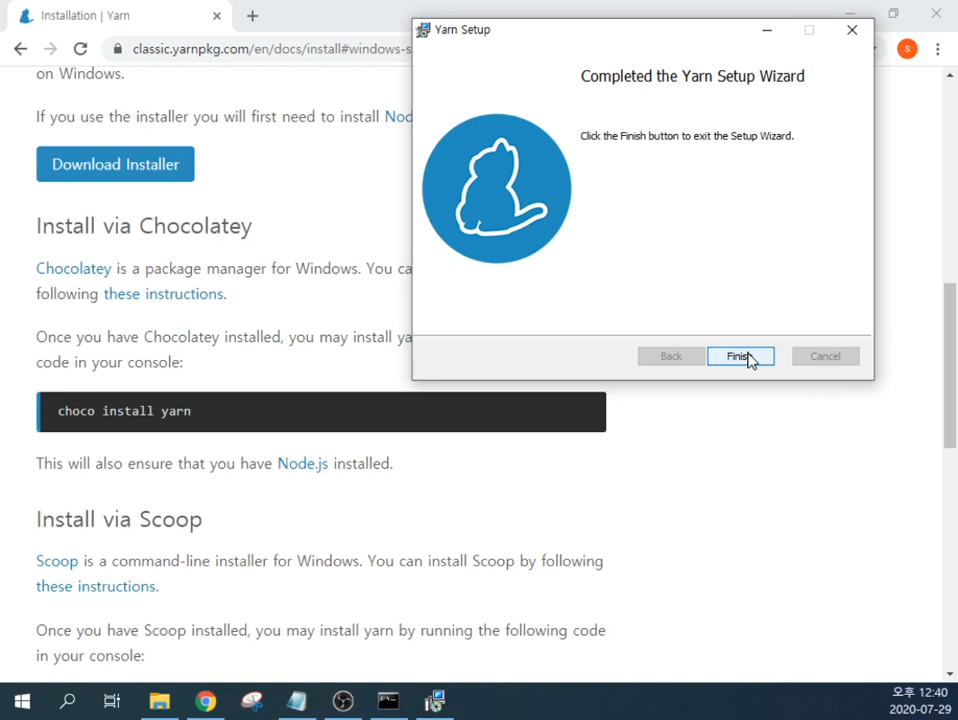 Installation | Yarn
classic.yarnpkg.com/en/docs/install#windows-s
S
on Windows.
If you use the installer you will first need to install Nod
Download Installer
Install via Chocolatey
Chocolatey is a package manager for Windows. You ca
following these instructions.
Once you have Chocolatey installed, you may install ya
code in your console:
choco install yarn
This will also ensure that you have Node.js installed.
Install via Scoop
Scoop is a command-line installer for Windows. You can install Scoop by following
these instructions.
Once you have Scoop installed, you may install yarn by running the following code
in your console:
Yarn Setup
Completed the Yarn Setup Wizard
Click the Finish button to exit the Setup Wizard.
Back
Finish
Cancel
오후 12:40
2020-07-29